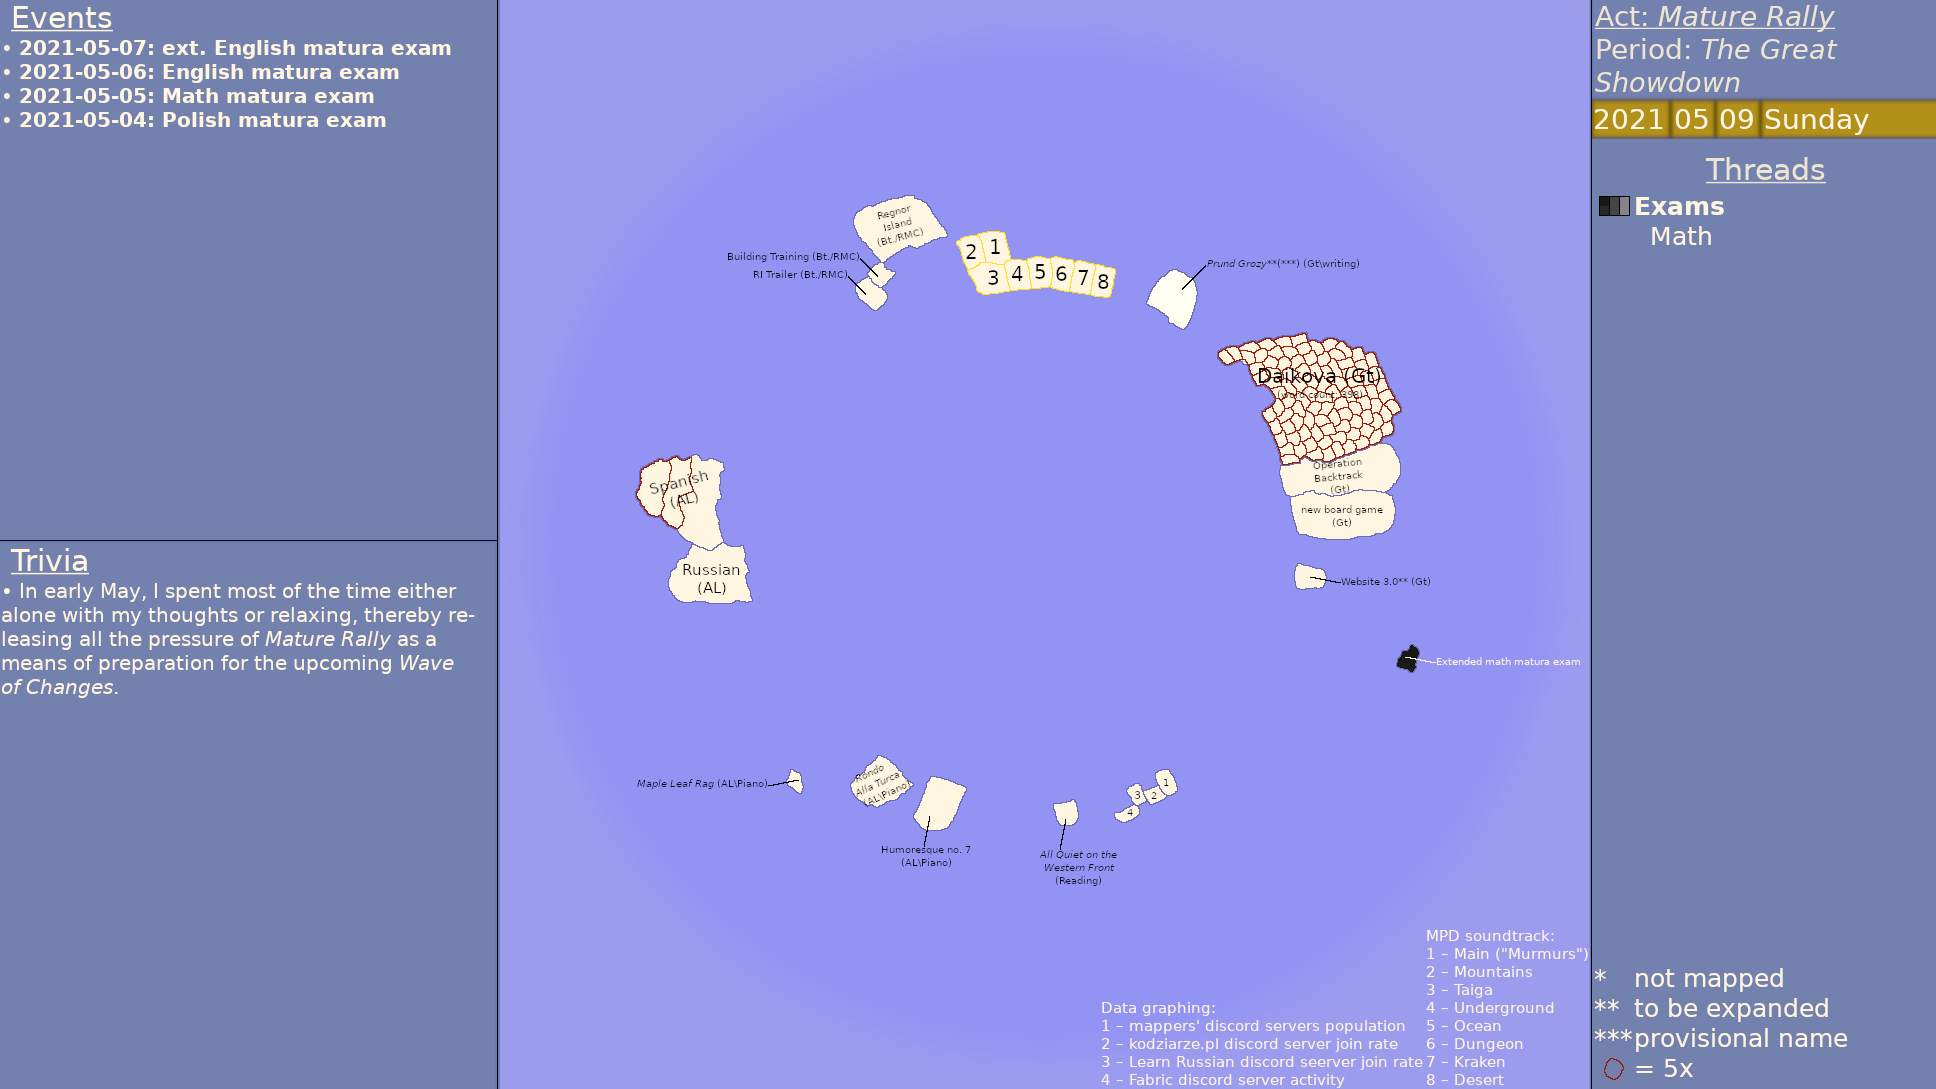 Events
• 2021-05-07: ext. English matura exam
• 2021-05-06: English matura exam
• 2021-05-05: Math matura exam
• 2021-05-04: Polish matura exam
Trivia
• In early May, I spent most of the time either
alone with my thoughts or relaxing, thereby re-
leasing all the pressure of Mature Rally as a
means of preparation for the upcoming Wave
of Changes.
Regnor
Island
(Bt./RMC)
Building Training (Bt./RMC)
RI Trailer (Bt./RMC)
2 1
3 4 5 6 7 8
Prund Grozy**(***) (Gt\writing)
Daikova (Gt)
(word count: 398)
Operation
Backtrack
(Gt)
new board game
(Gt)
Website 3.0** (Gt)
Extended math matura exam
Spanish
(AL)
Russian
(AL)
Maple Leaf Rag (AL\Piano)
Rondo
Alla Turca
(AL\Piano)
Humoresque no. 7
(AL\Piano)
All Quiet on the
Western Front
(Reading)
1
3 2
4
Data graphing:
1 – mappers' discord servers population
2 – kodziarze.pl discord server join rate
3 – Learn Russian discord seerver join rate
4 – Fabric discord server activity
MPD soundtrack:
1 – Main ("Murmurs")
2 – Mountains
3 – Taiga
4 – Underground
5 – Ocean
6 – Dungeon
7 – Kraken
8 – Desert
Act: Mature Rally
Period: The Great
Showdown
2021 05 09 Sunday
Threads
Exams
Math
* not mapped
** to be expanded
*** provisional name
= 5x